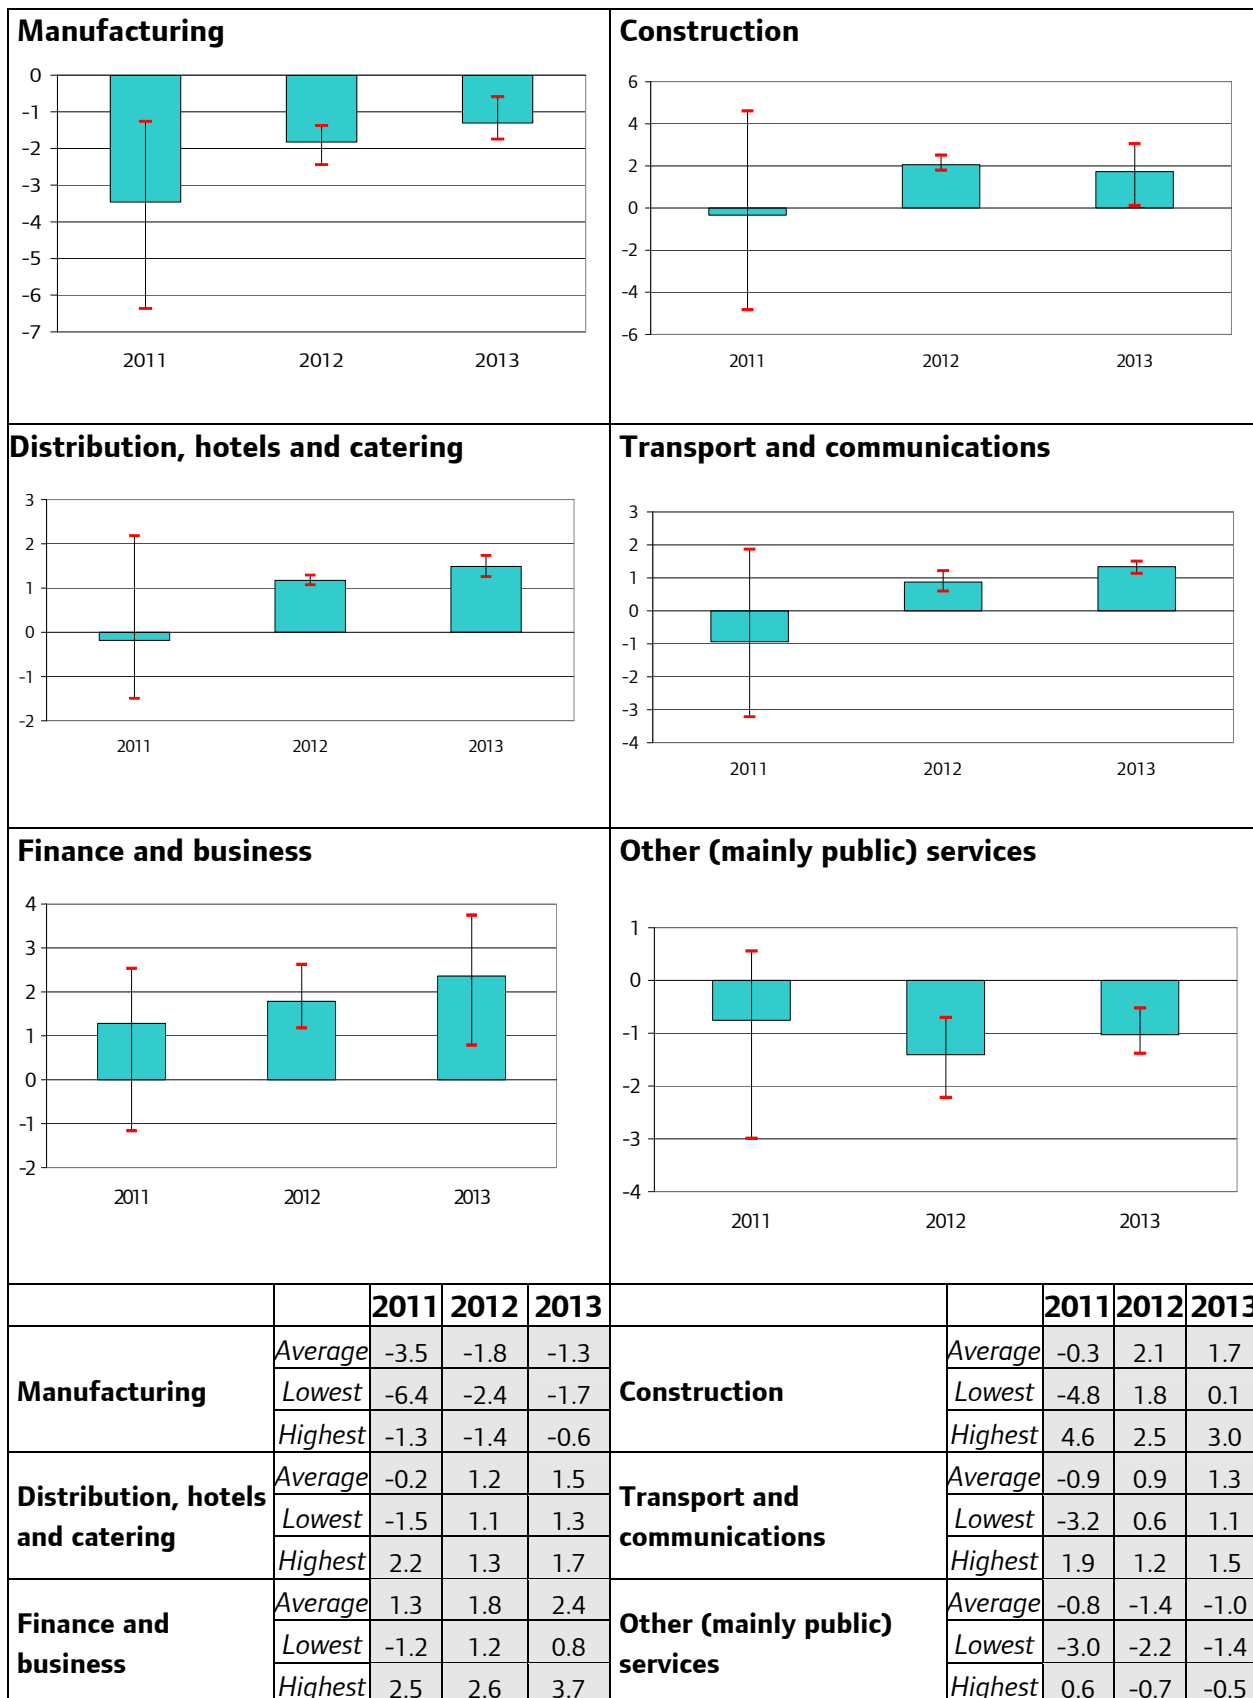 Manufacturing
0
-1
-2
-3
-4
-5
-6
-7
2011 2012 2013
Construction
6
4
2
0
-2
-4
-6
2011 2012 2013
Distribution, hotels and catering
3
2
1
0
-1
-2
2011 2012 2013
Transport and communications
3
2
1
0
-1
-2
-3
-4
2011 2012 2013
Finance and business
4
3
2
1
0
-1
-2
2011 2012 2013
Other (mainly public) services
1
0
-1
-2
-3
-4
2011 2012 2013
2011 2012 2013
Manufacturing
Average -3.5 -1.8 -1.3
Lowest -6.4 -2.4 -1.7
Highest -1.3 -1.4 -0.6
Distribution, hotels
and catering
Average -0.2 1.2 1.5
Lowest -1.5 1.1 1.3
Highest 2.2 1.3 1.7
Finance and
business
Average 1.3 1.8 2.4
Lowest -1.2 1.2 0.8
Highest 2.5 2.6 3.7
2011 2012 2013
Construction
Average -0.3 2.1 1.7
Lowest -4.8 1.8 0.1
Highest 4.6 2.5 3.0
Transport and
communications
Average -0.9 0.9 1.3
Lowest -3.2 0.6 1.1
Highest 1.9 1.2 1.5
Other (mainly public)
services
Average -0.8 -1.4 -1.0
Lowest -3.0 -2.2 -1.4
Highest 0.6 -0.7 -0.5